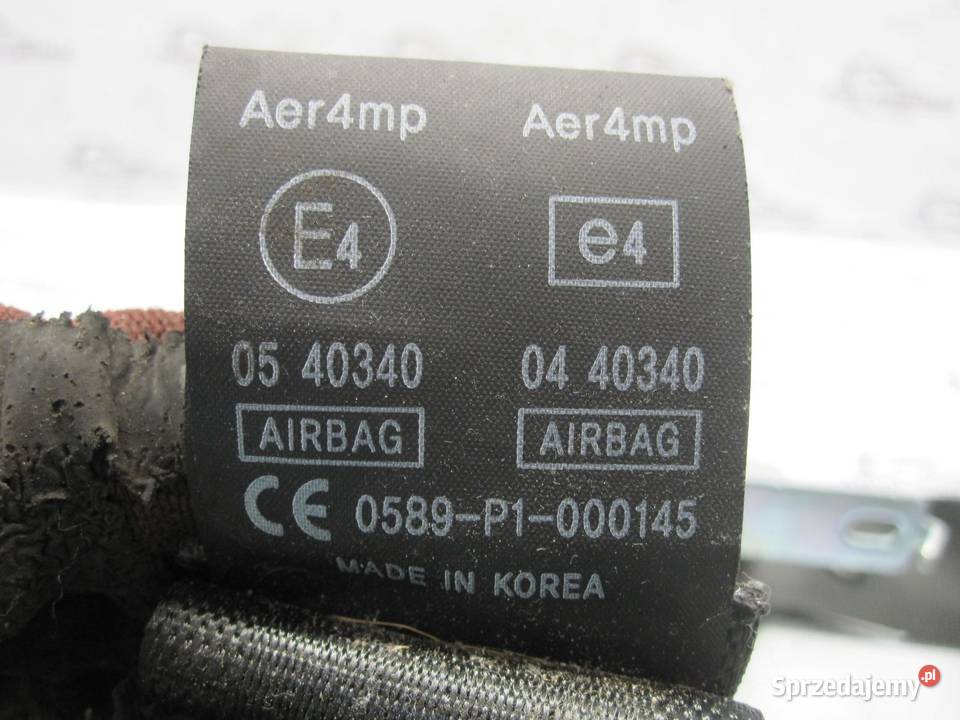 Aer4mp Aer4mp
E4 e4
05 40340 04 40340
AIRBAG AIRBAG
CE 0589-P1-000145
MADE IN KOREA
Sprzedajemy.pl